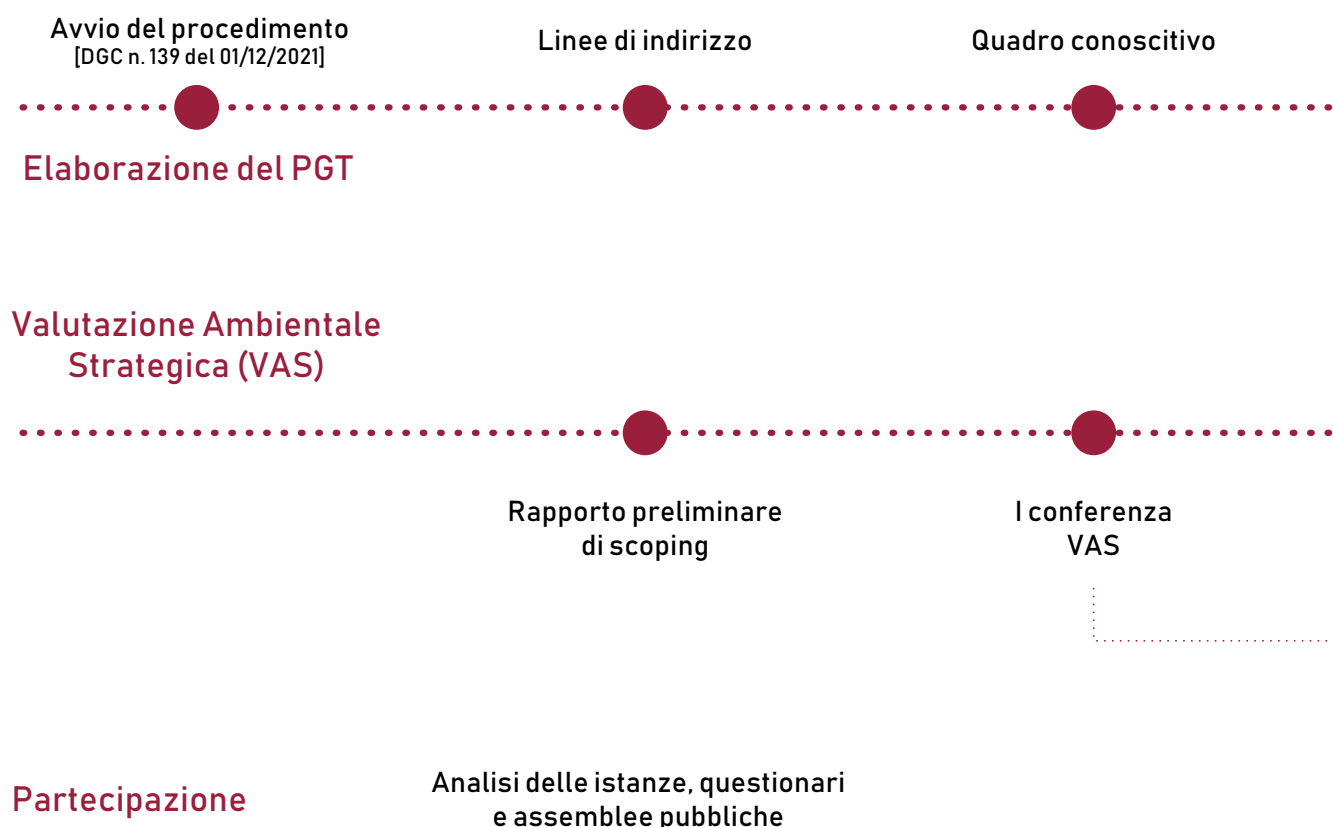 Avvio del procedimento
[DGC n. 139 del 01/12/2021]
Linee di indirizzo
Quadro conoscitivo
Elaborazione del PGT
Valutazione Ambientale
Strategica (VAS)
Rapporto preliminare
di scoping
I conferenza
VAS
Partecipazione
Analisi delle istanze, questionari
e assemblee pubbliche